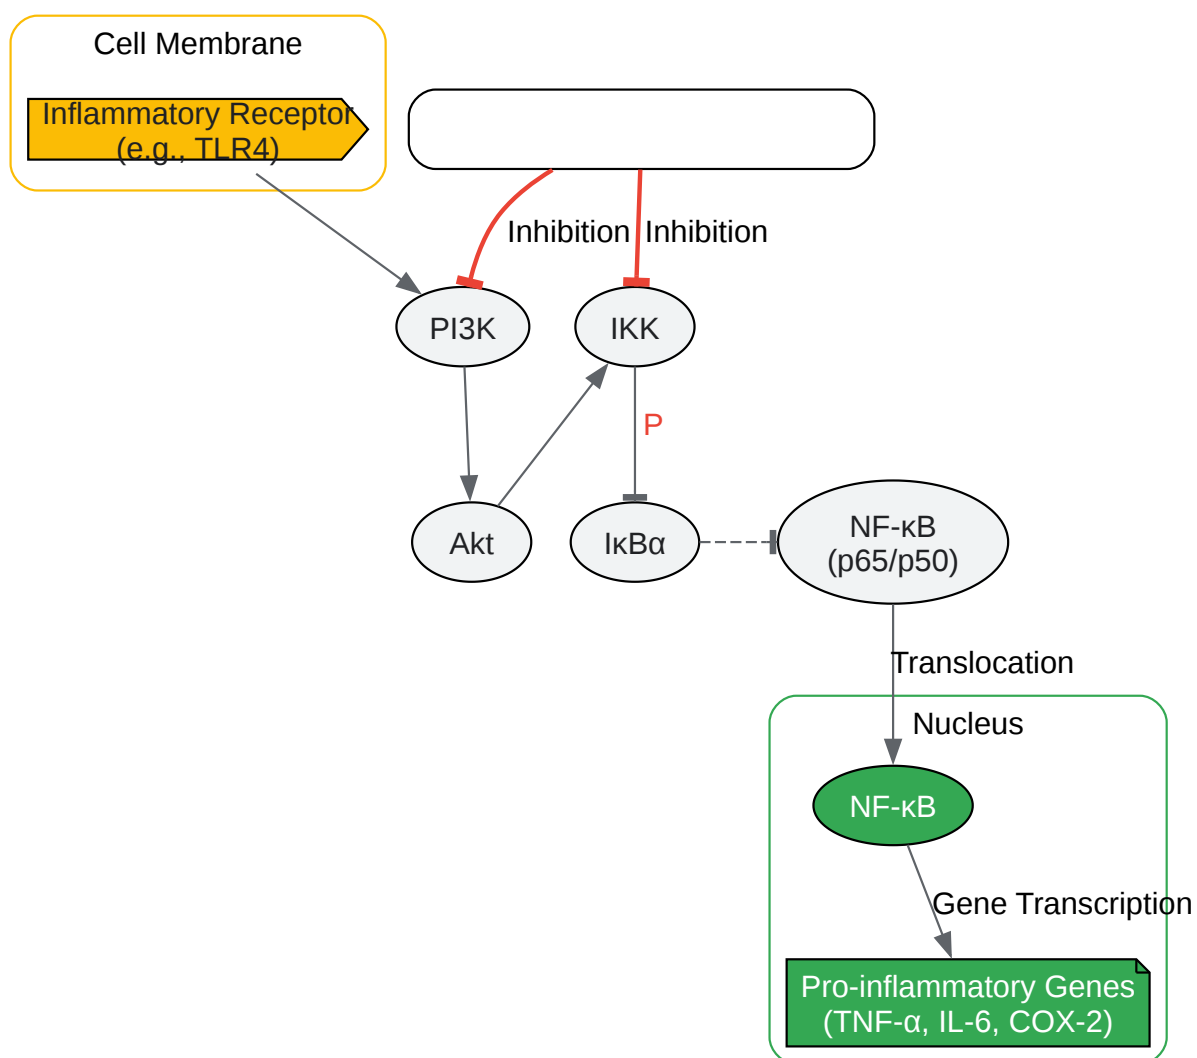 Cell Membrane
Inflammatory Receptor
(e.g., TLR4)
Inhibition
Inhibition
PI3K
IKK
P
Akt
IκBα
NF-κB
(p65/p50)
Translocation
Nucleus
NF-κB
Gene Transcription
Pro-inflammatory Genes
(TNF-α, IL-6, COX-2)